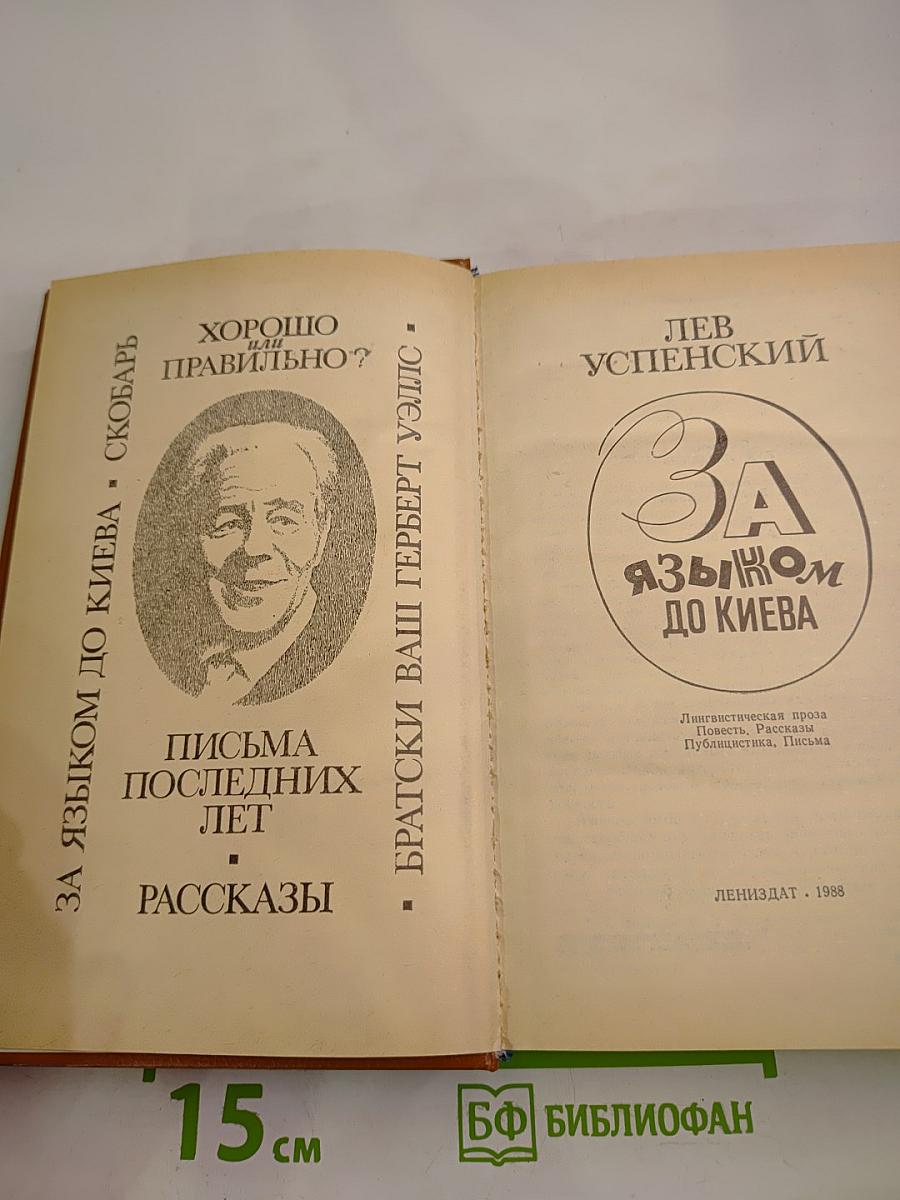 ХОРОШО
или
ПРАВИЛЬНО?
ЗА ЯЗЫКОМ ДО КИЕВА ▪ СКОБАРЬ
▪ БРАТСКИ ВАШ ГЕРБЕРТ УЭЛЛС ▪
ПИСЬМА
ПОСЛЕДНИХ
ЛЕТ
▪
РАССКАЗЫ
ЛЕВ
УСПЕНСКИЙ
ЗА
ЯЗЫКОМ
ДО КИЕВА
Лингвистическая проза
Повесть, Рассказы
Публицистика, Письма
ЛЕНИЗДАТ • 1988
15 см
БФ БИБЛИОФАН